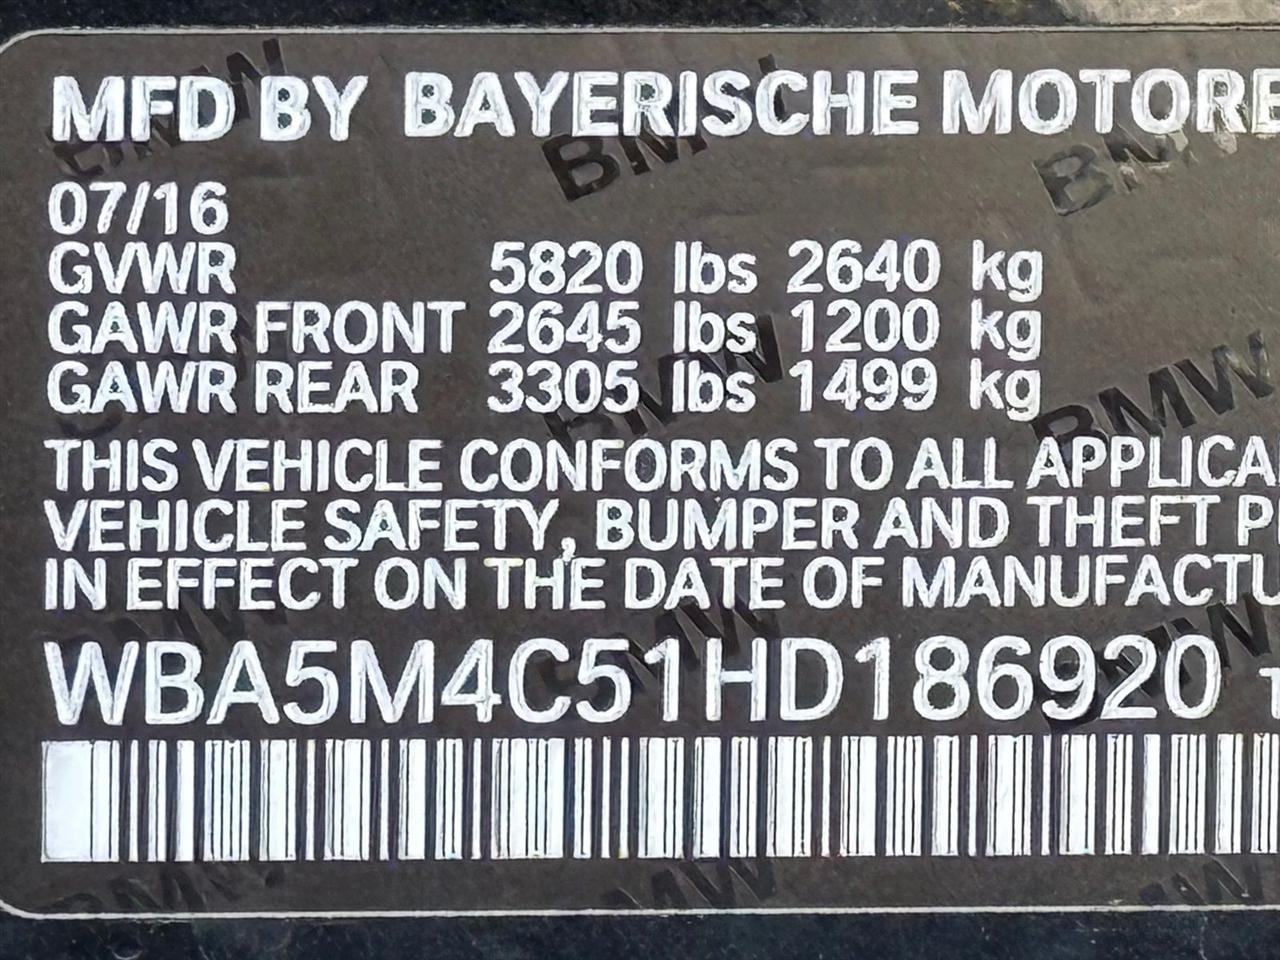 MFD BY BAYERISCHE MOTORE
07/16
GVWR 5820 lbs 2640 kg
GAWR FRONT 2645 lbs 1200 kg
GAWR REAR 3305 lbs 1499 kg
THIS VEHICLE CONFORMS TO ALL APPLICA
VEHICLE SAFETY, BUMPER AND THEFT P
IN EFFECT ON THE DATE OF MANUFACTU
WBA5M4C51HD186920